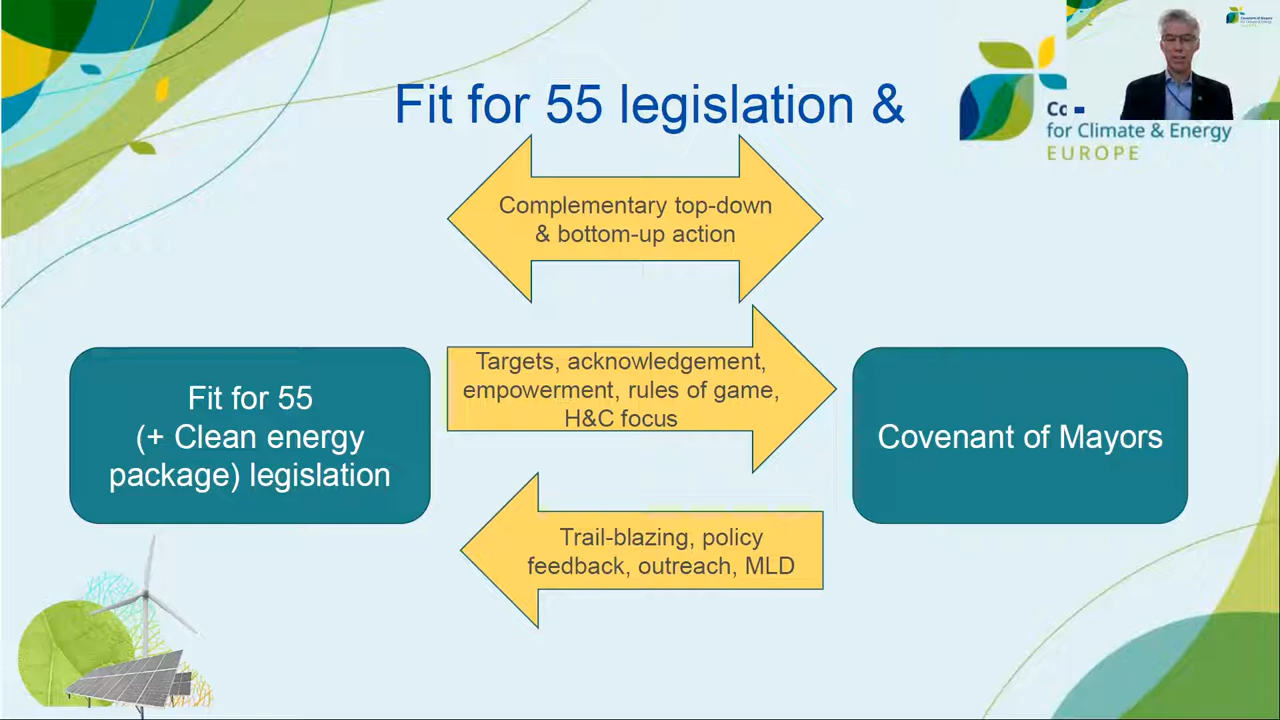 Fit for 55 legislation &
Co
for Climate & Energy
EUROPE
Complementary top-down
& bottom-up action
Targets, acknowledgement,
empowerment, rules of game,
H&C focus
Fit for 55
(+ Clean energy
package) legislation
Covenant of Mayors
Trail-blazing, policy
feedback, outreach, MLD